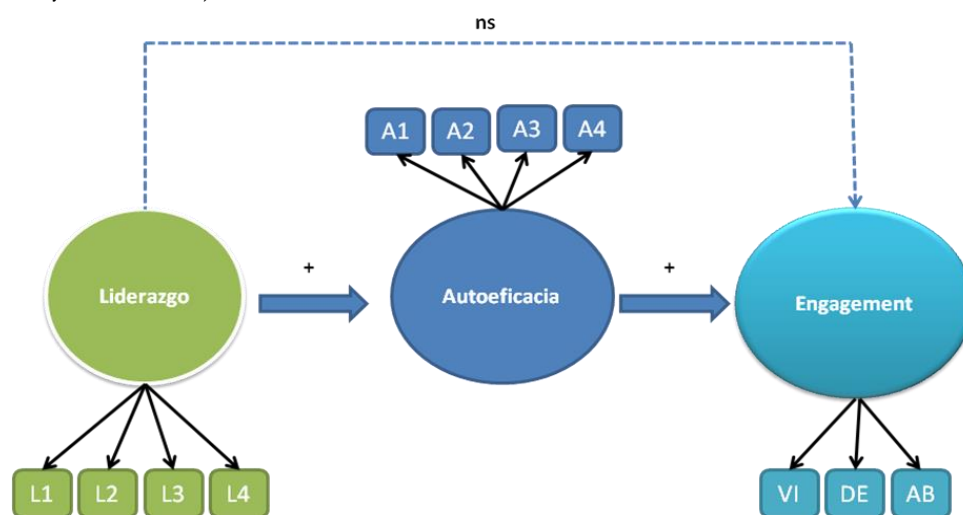 ns
A1 A2 A3 A4
+ +
Liderazgo Autoeficacia Engagement
L1 L2 L3 L4 VI DE AB